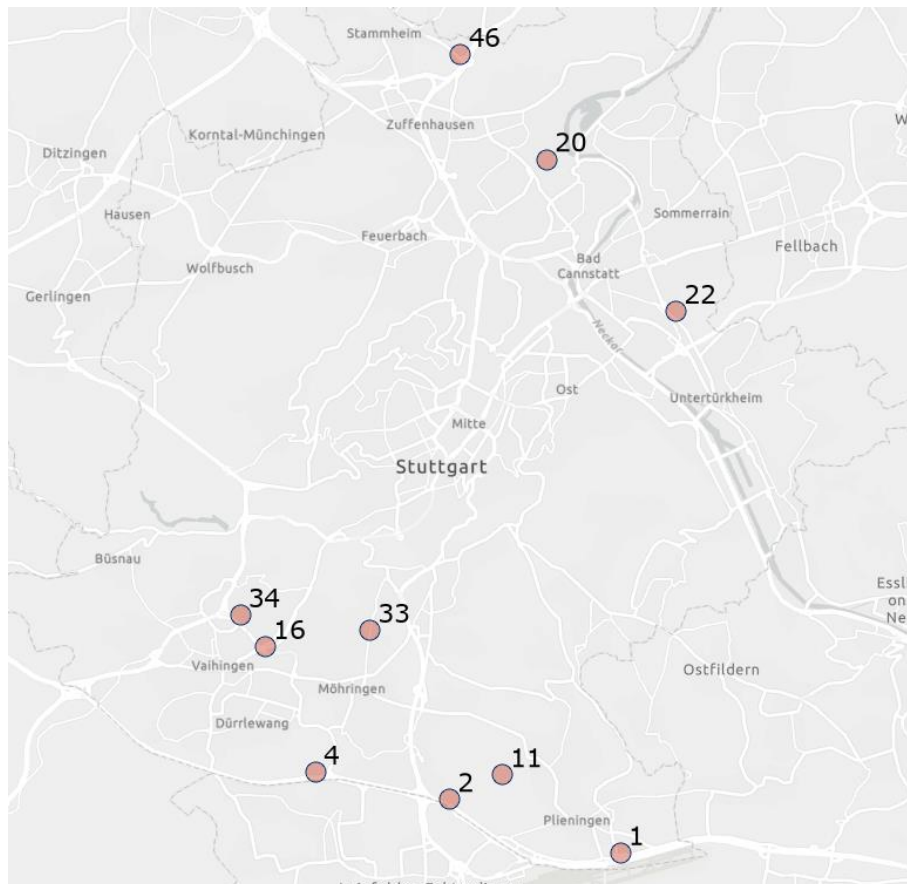 Stammheim
46
Zuffenhausen
Korntal-Münchingen
20
Ditzingen
Hausen
Sommerrain
Feuerbach
Fellbach
Wolfbusch
Bad
Cannstatt
Gerlingen
22
Neckar
Ost
Untertürkheim
Mitte
Stuttgart
Büsnau
34
33
16
Vaihingen
Ostfildern
Möhringen
Dürrlewang
4
11
2
Plieningen
1